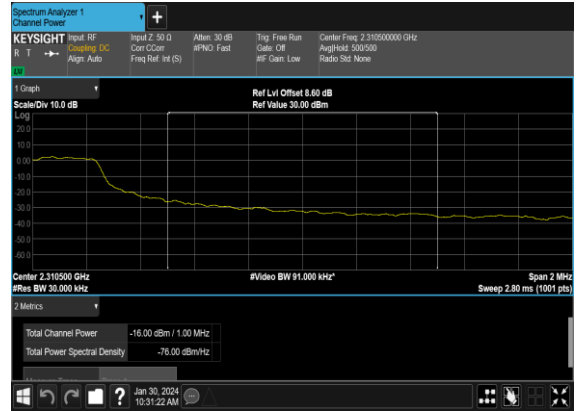 Spectrum Analyzer 1
Channel Power
+
KEYSIGHT Input: RF
R T Coupling: DC
Align: Auto
Input Z: 50 Ω
Corr CCorr
Freq Ref: Int (S)
Atten: 30 dB
#PNO: Fast
Trig: Free Run
Gate: Off
#IF Gain: Low
Center Freq: 2.310500000 GHz
Avg|Hold: 500/500
Radio Std: None
LM
1 Graph
Scale/Div 10.0 dB
Ref Lvl Offset 8.60 dB
Ref Value 30.00 dBm
Log
20.0
10.0
0.00
-10.0
-20.0
-30.0
-40.0
-50.0
-60.0
Center 2.310500 GHz
#Res BW 30.000 kHz
#Video BW 91.000 kHz*
Span 2 MHz
Sweep 2.80 ms (1001 pts)
2 Metrics
Total Channel Power -16.00 dBm / 1.00 MHz
Total Power Spectral Density -76.00 dBm/Hz
?
Jan 30, 2024
10:31:22 AM